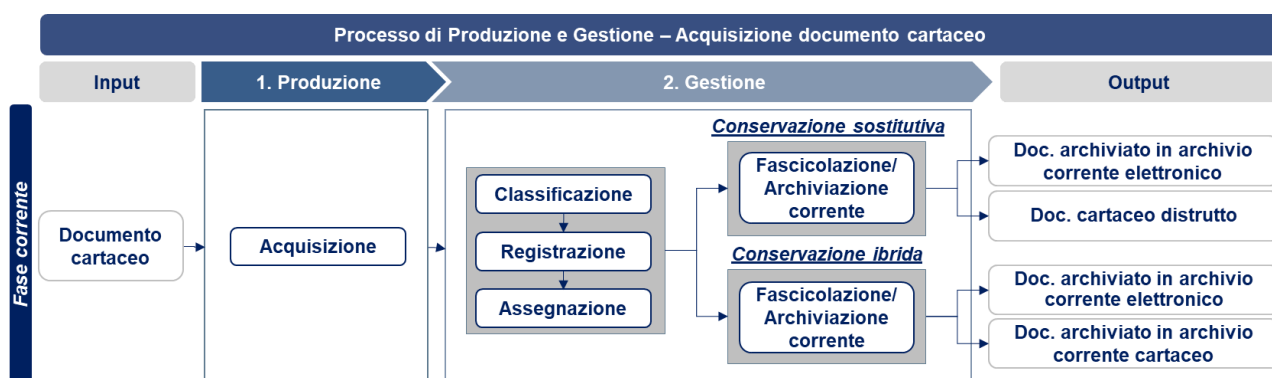 Processo di Produzione e Gestione – Acquisizione documento cartaceo
Input
1. Produzione
2. Gestione
Output
Fase corrente
Documento
cartaceo
Acquisizione
Classificazione
Registrazione
Assegnazione
Conservazione sostitutiva
Fascicolazione/
Archiviazione
corrente
Conservazione ibrida
Fascicolazione/
Archiviazione
corrente
Doc. archiviato in archivio
corrente elettronico
Doc. cartaceo distrutto
Doc. archiviato in archivio
corrente elettronico
Doc. archiviato in archivio
corrente cartaceo